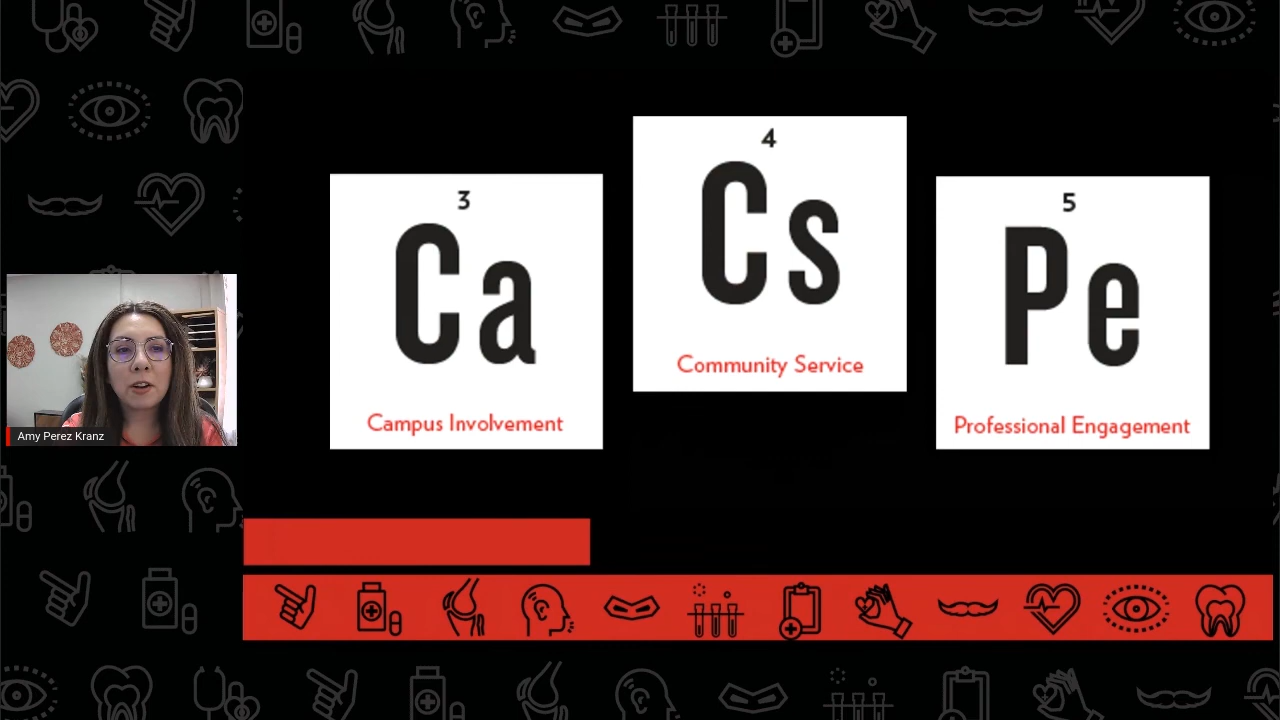 3
Ca
Campus Involvement
4
Cs
Community Service
5
Pe
Professional Engagement
Amy Perez Kranz